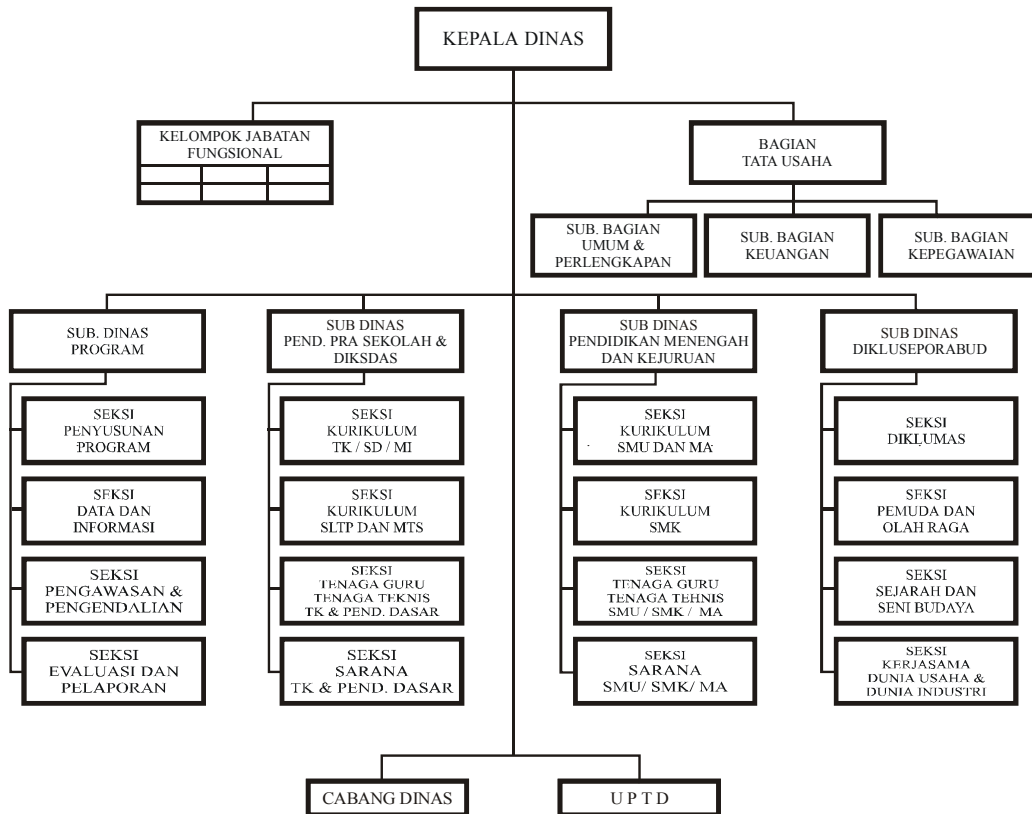 KEPALA DINAS
KELOMPOK JABATAN
FUNGSIONAL
BAGIAN
TATA USAHA
SUB. BAGIAN
UMUM &
PERLENGKAPAN
SUB. BAGIAN
KEUANGAN
SUB. BAGIAN
KEPEGAWAIAN
SUB. DINAS
PROGRAM
SUB DINAS
PEND. PRA SEKOLAH &
DIKSDAS
SUB DINAS
PENDIDIKAN MENENGAH
DAN KEJURUAN
SUB DINAS
DIKLUSEPORABUD
SEKSI
PENYUSUNAN
PROGRAM
SEKSI
KURIKULUM
TK / SD / MI
SEKSI
KURIKULUM
SMU DAN MA
SEKSI
DIKLUMAS
SEKSI
DATA DAN
INFORMASI
SEKSI
KURIKULUM
SLTP DAN MTS
SEKSI
KURIKULUM
SMK
SEKSI
PEMUDA DAN
OLAH RAGA
SEKSI
PENGAWASAN &
PENGENDALIAN
SEKSI
TENAGA GURU
TENAGA TEKNIS
TK & PEND. DASAR
SEKSI
TENAGA GURU
TENAGA TEHNIS
SMU / SMK / MA
SEKSI
SEJARAH DAN
SENI BUDAYA
SEKSI
EVALUASI DAN
PELAPORAN
SEKSI
SARANA
TK & PEND. DASAR
SEKSI
SARANA
SMU/ SMK/ MA
SEKSI
KERJASAMA
DUNIA USAHA &
DUNIA INDUSTRI
CABANG DINAS
U P T D